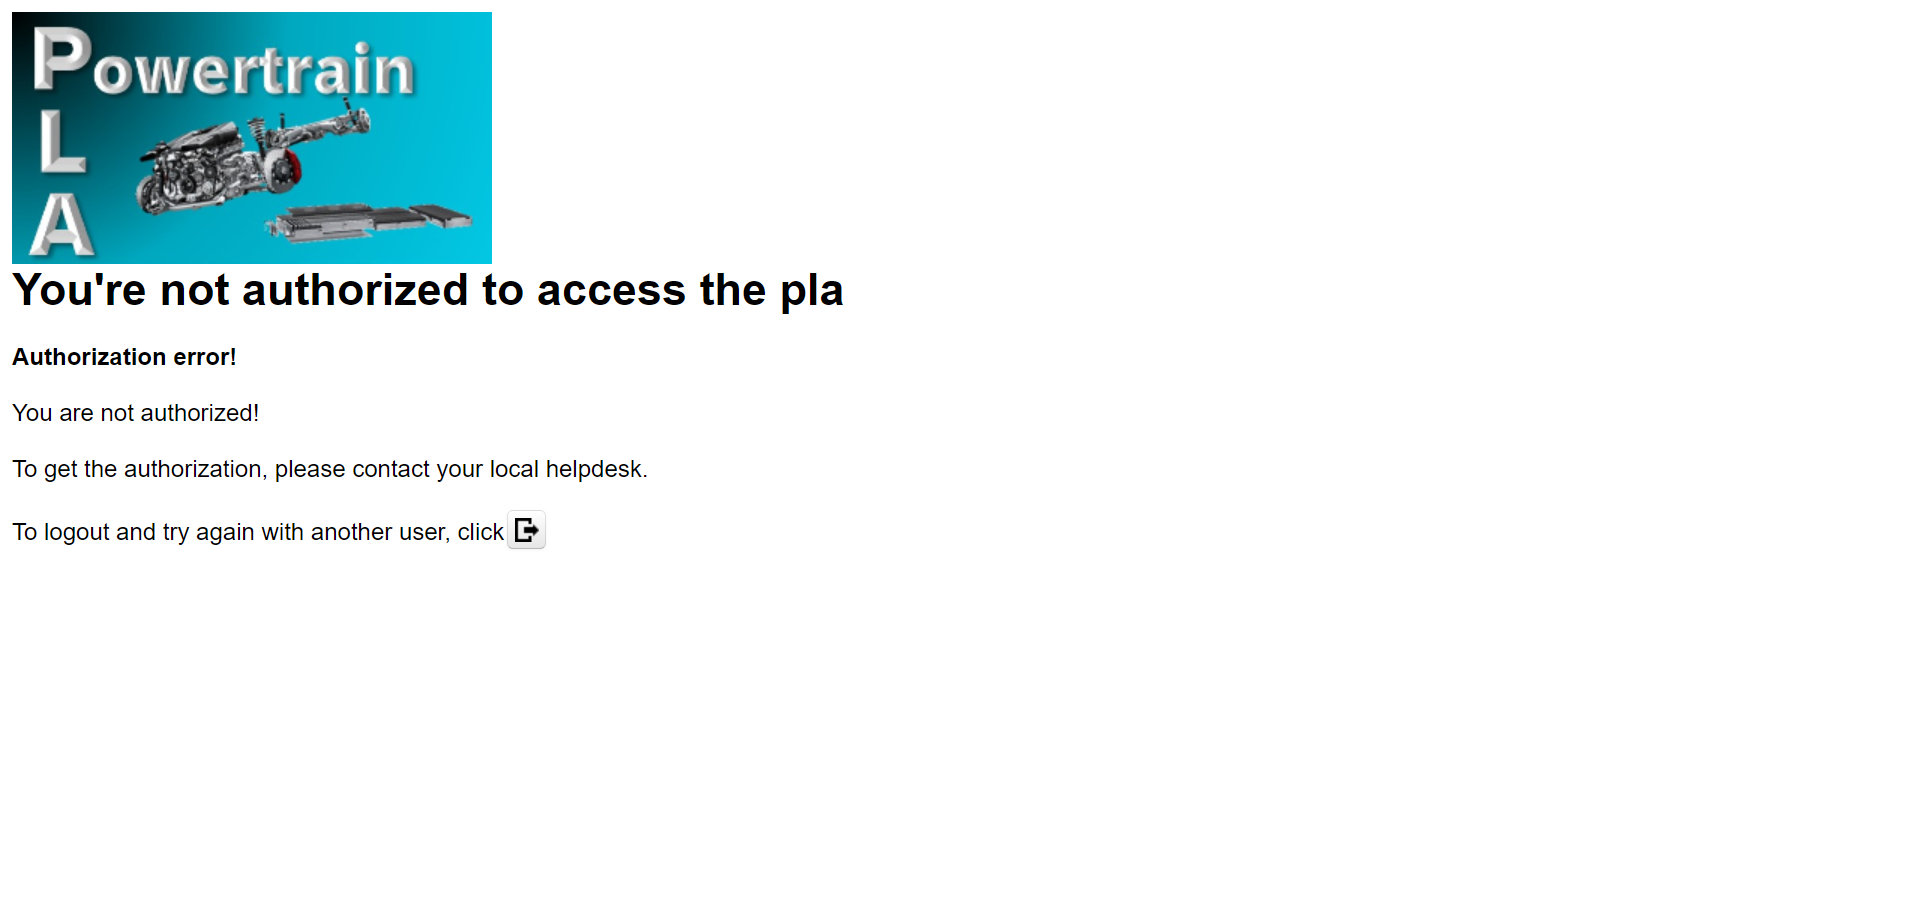 Powertrain
L
A
You're not authorized to access the pla
Authorization error!
You are not authorized!
To get the authorization, please contact your local helpdesk.
To logout and try again with another user, click